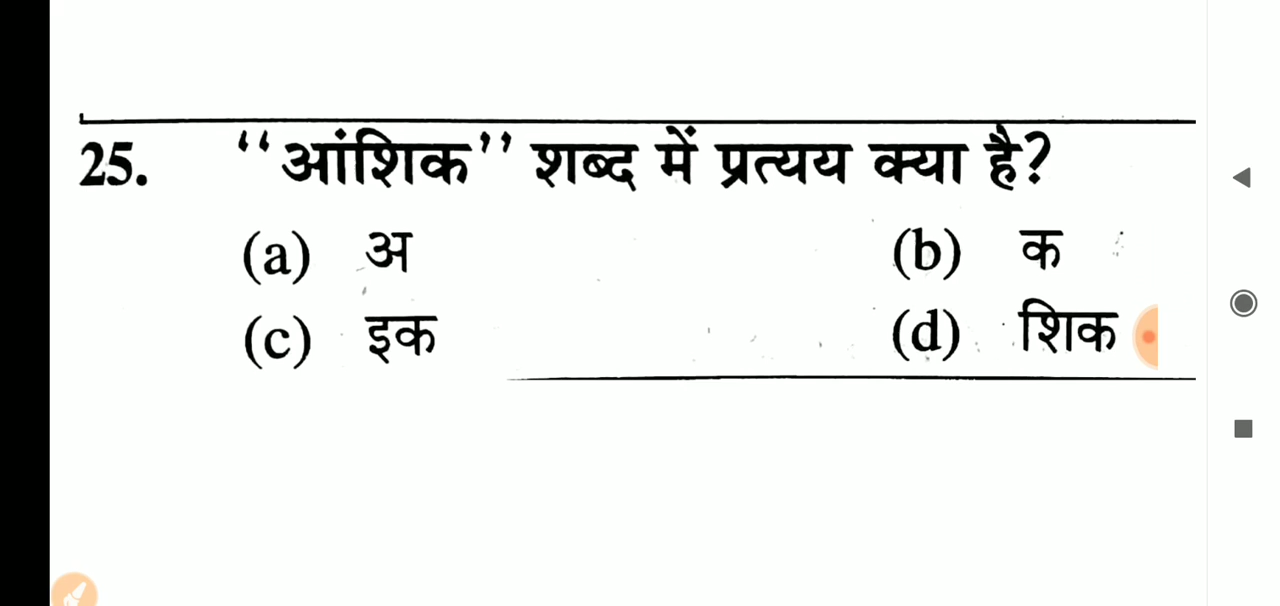 25. ‘‘आंशिक’’ शब्द में प्रत्यय क्या है?
(a) अ (b) क
(c) इक (d) शिक